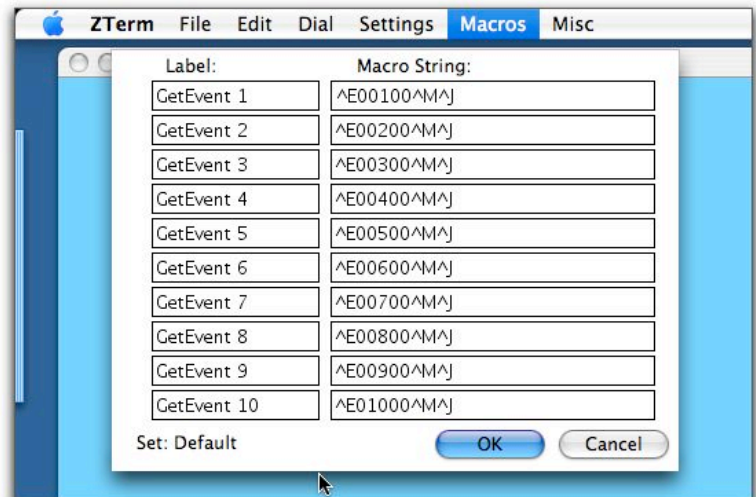 ZTerm File Edit Dial Settings Macros Misc
Label: Macro String:
GetEvent 1 ^E00100^M^J
GetEvent 2 ^E00200^M^J
GetEvent 3 ^E00300^M^J
GetEvent 4 ^E00400^M^J
GetEvent 5 ^E00500^M^J
GetEvent 6 ^E00600^M^J
GetEvent 7 ^E00700^M^J
GetEvent 8 ^E00800^M^J
GetEvent 9 ^E00900^M^J
GetEvent 10 ^E01000^M^J
Set: Default OK Cancel